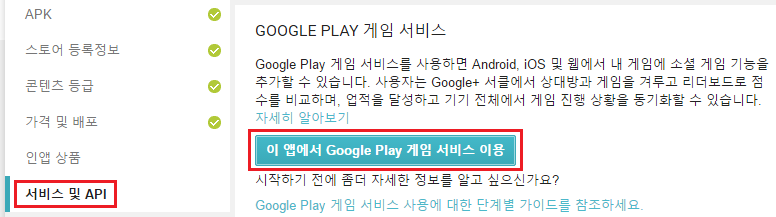 APK
스토어 등록정보
콘텐츠 등급
가격 및 배포
인앱 상품
서비스 및 API
GOOGLE PLAY 게임 서비스
Google Play 게임 서비스를 사용하면 Android, iOS 및 웹에서 내 게임에 소셜 게임 기능을
추가할 수 있습니다. 사용자는 Google+ 서클에서 상대방과 게임을 겨루고 리더보드로 점
수를 비교하며, 업적을 달성하고 기기 전체에서 게임 진행 상황을 동기화할 수 있습니다.
자세히 알아보기
이 앱에서 Google Play 게임 서비스 이용
시작하기 전에 좀더 자세한 정보를 알고 싶으신가요?
Google Play 게임 서비스 사용에 대한 단계별 가이드를 참조하세요.